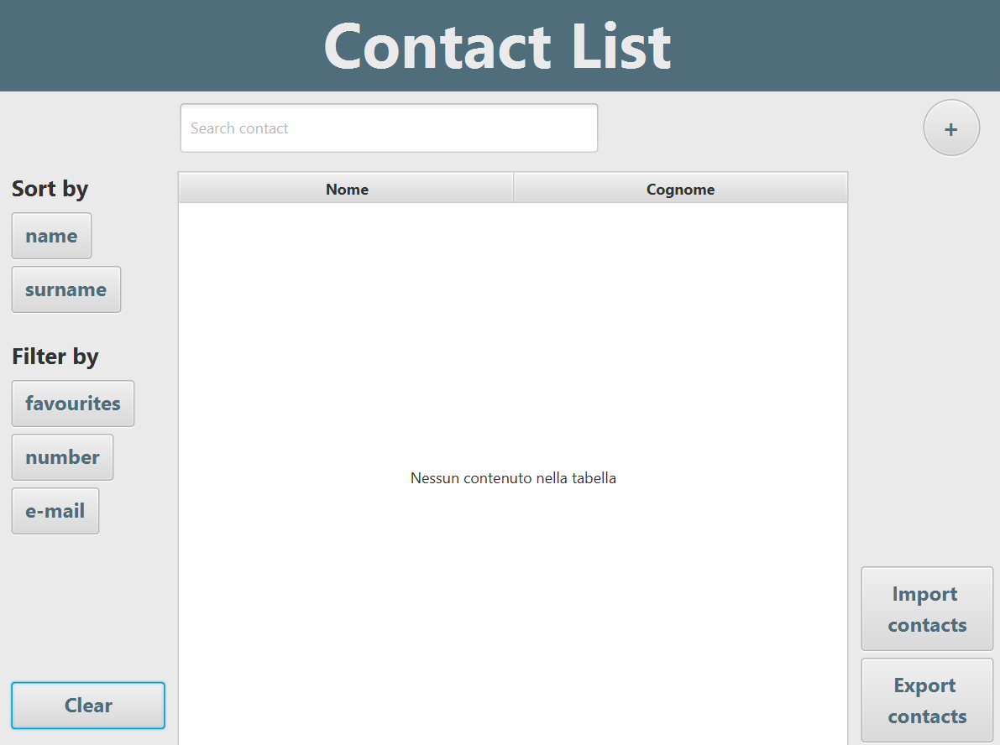 Contact List
Search contact
+
Sort by
name
surname
Filter by
favourites
number
e-mail
Clear
Nome Cognome
Nessun contenuto nella tabella
Import
contacts
Export
contacts